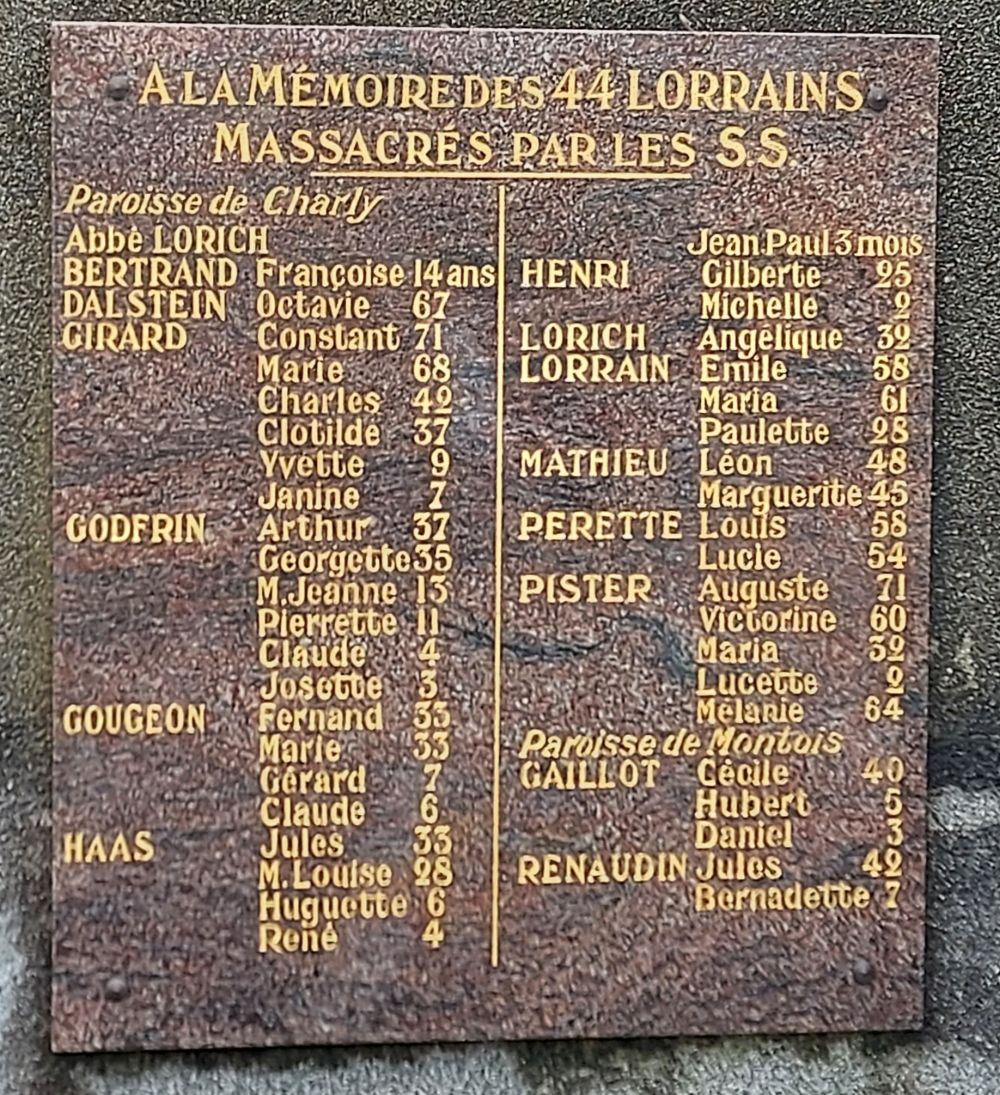 A LA MÉMOIRE DES 44 LORRAINS
MASSACRÉS PAR LES S.S
Paroisse de Charly
Abbé LORICH
BERTRAND Françoise 14 ans
DALSTEIN Octavie 67
GIRARD Constant 71
Marie 68
Charles 42
Clotilde 37
Yvette 9
Janine 7
GODFRIN Arthur 37
Georgette 35
M.Jeanne 13
Pierrette 11
Claude 4
Josette 3
GOUGEON Fernand 33
Marie 33
Gérard 7
Claude 6
HAAS Jules 33
M.Louise 28
Huguette 6
René 4
Jean.Paul 3 mois
HENRI Gilberte 25
Michelle 2
LORICH Angélique 32
LORRAIN Emile 58
Maria 61
Paulette 28
MATHIEU Léon 48
Marguerite 45
PERETTE Louis 58
Lucie 54
PISTER Auguste 71
Victorine 60
Maria 32
Lucette 2
Mélanie 64
Paroisse de Montois
GAILLOT Cécile 40
Hubert 5
Daniel 3
RENAUDIN Jules 42
Bernadette 7